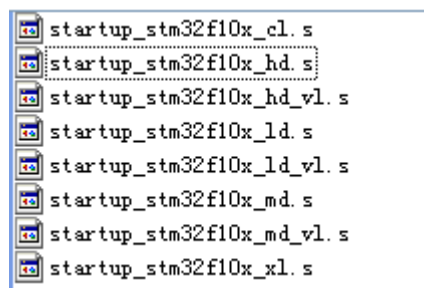 startup_stm32f10x_cl.s
startup_stm32f10x_hd.s
startup_stm32f10x_hd_vl.s
startup_stm32f10x_ld.s
startup_stm32f10x_ld_vl.s
startup_stm32f10x_md.s
startup_stm32f10x_md_vl.s
startup_stm32f10x_xl.s